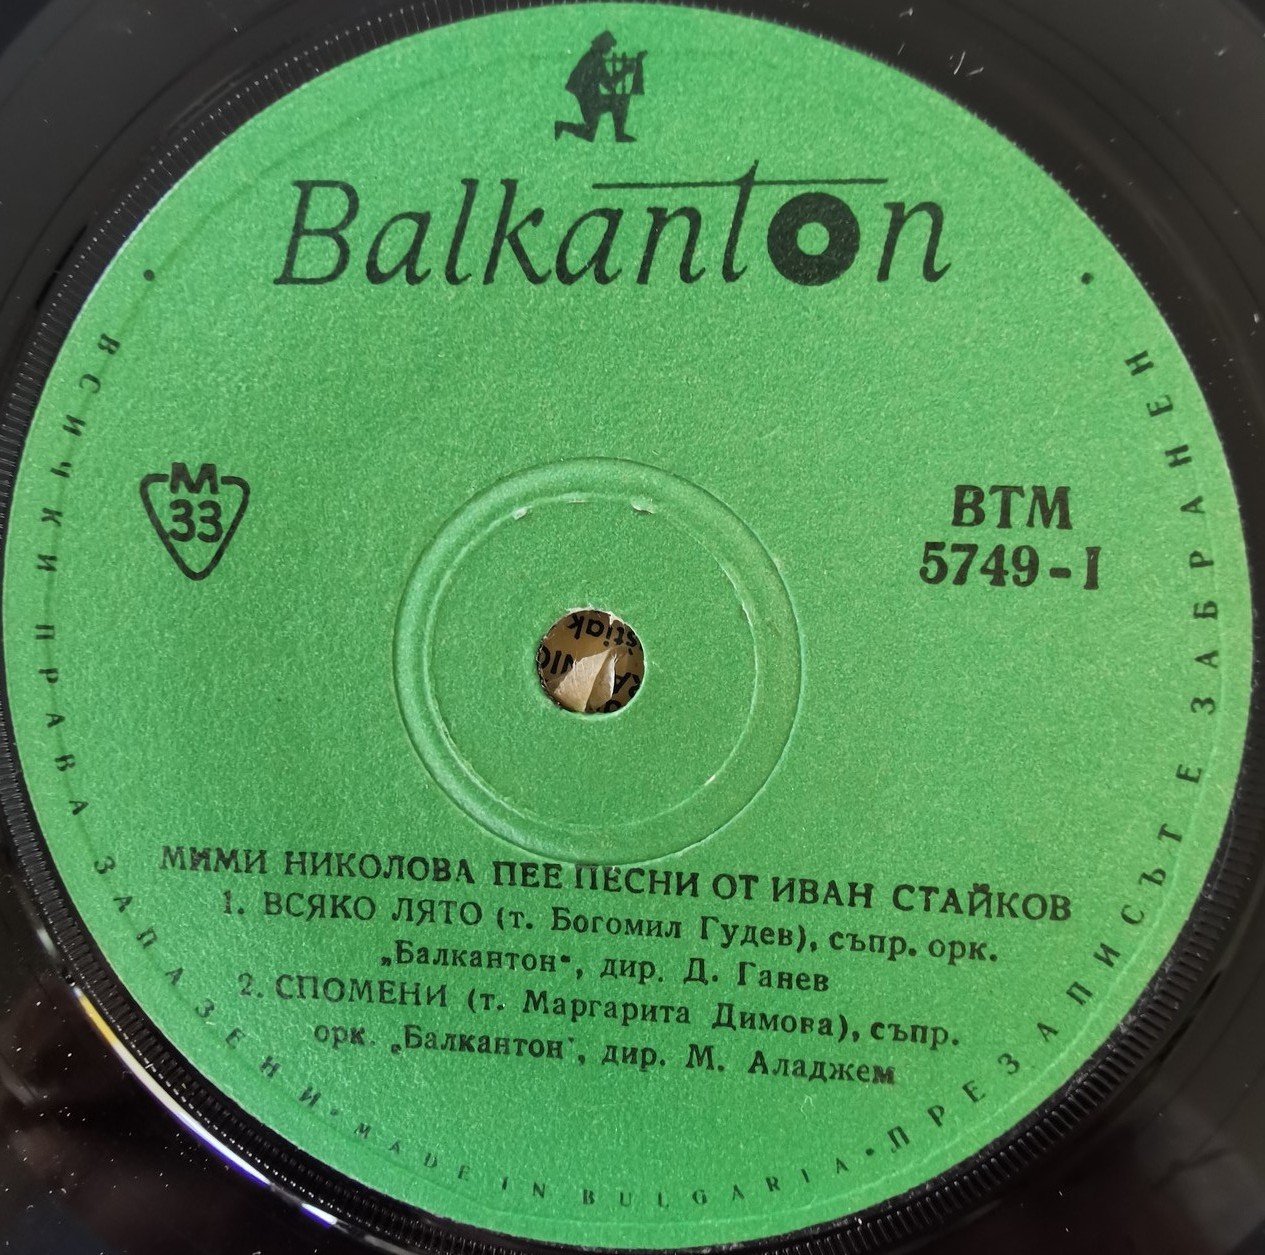 Balkanton
М
33
ВТМ
5749-I
МИМИ НИКОЛОВА ПЕЕ ПЕСНИ ОТ ИВАН СТАЙКОВ
1. ВСЯКО ЛЯТО (т. Богомил Гудев), съпр. орк.
„Балкантон“, дир. Д. Ганев
2. СПОМЕНИ (т. Маргарита Димова), съпр.
орк. „Балкантон“, дир. М. Аладжем
• ВСИЧКИ ПРАВА ЗАПАЗЕНИ • MADE IN BULGARIA • ПРЕЗАПИСЪТ Е ЗАБРАНЕН •